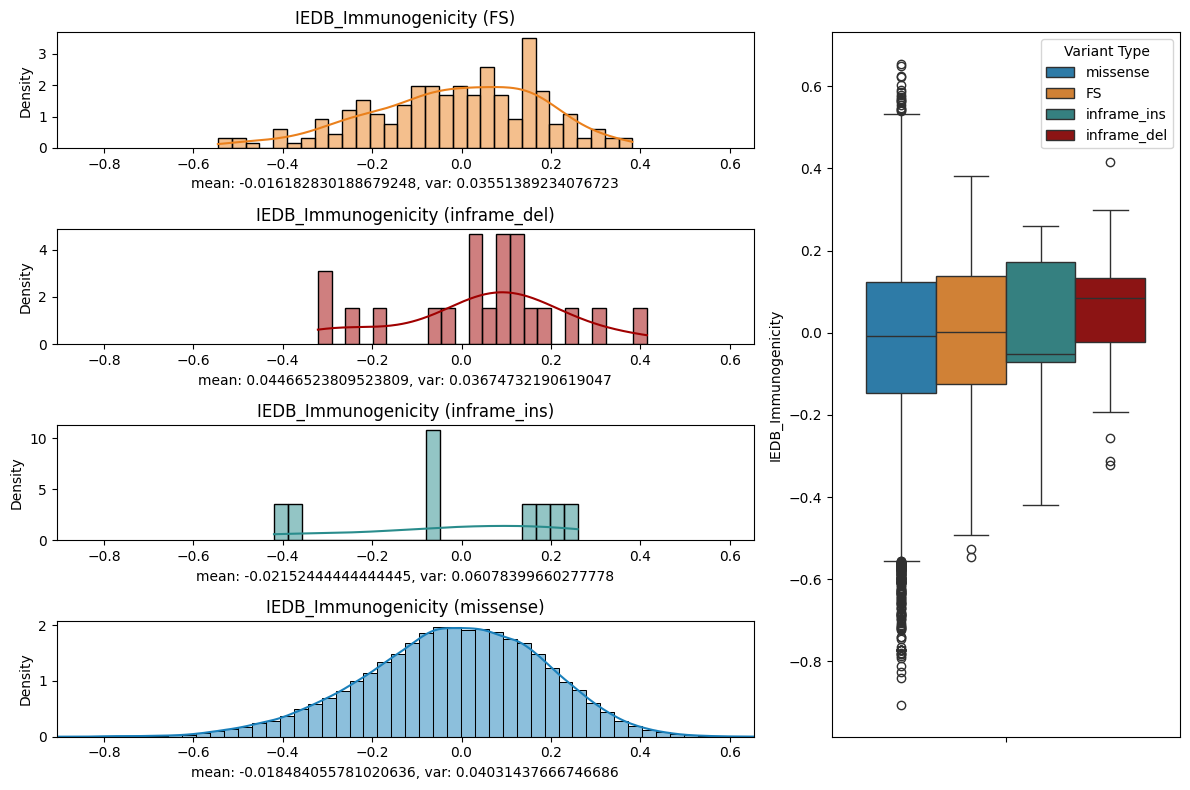 IEDB_Immunogenicity (FS)
Density
3
2
1
0
−0.8 −0.6 −0.4 −0.2 0.0 0.2 0.4 0.6
mean: -0.016182830188679248, var: 0.03551389234076723
IEDB_Immunogenicity (inframe_del)
Density
4
2
0
−0.8 −0.6 −0.4 −0.2 0.0 0.2 0.4 0.6
mean: 0.04466523809523809, var: 0.03674732190619047
IEDB_Immunogenicity (inframe_ins)
Density
10
5
0
−0.8 −0.6 −0.4 −0.2 0.0 0.2 0.4 0.6
mean: -0.02152444444444445, var: 0.06078399660277778
IEDB_Immunogenicity (missense)
Density
2
1
0
−0.8 −0.6 −0.4 −0.2 0.0 0.2 0.4 0.6
mean: -0.018484055781020636, var: 0.04031437666746686
IEDB_Immunogenicity
0.6
0.4
0.2
0.0
−0.2
−0.4
−0.6
−0.8
Variant Type
missense
FS
inframe_ins
inframe_del